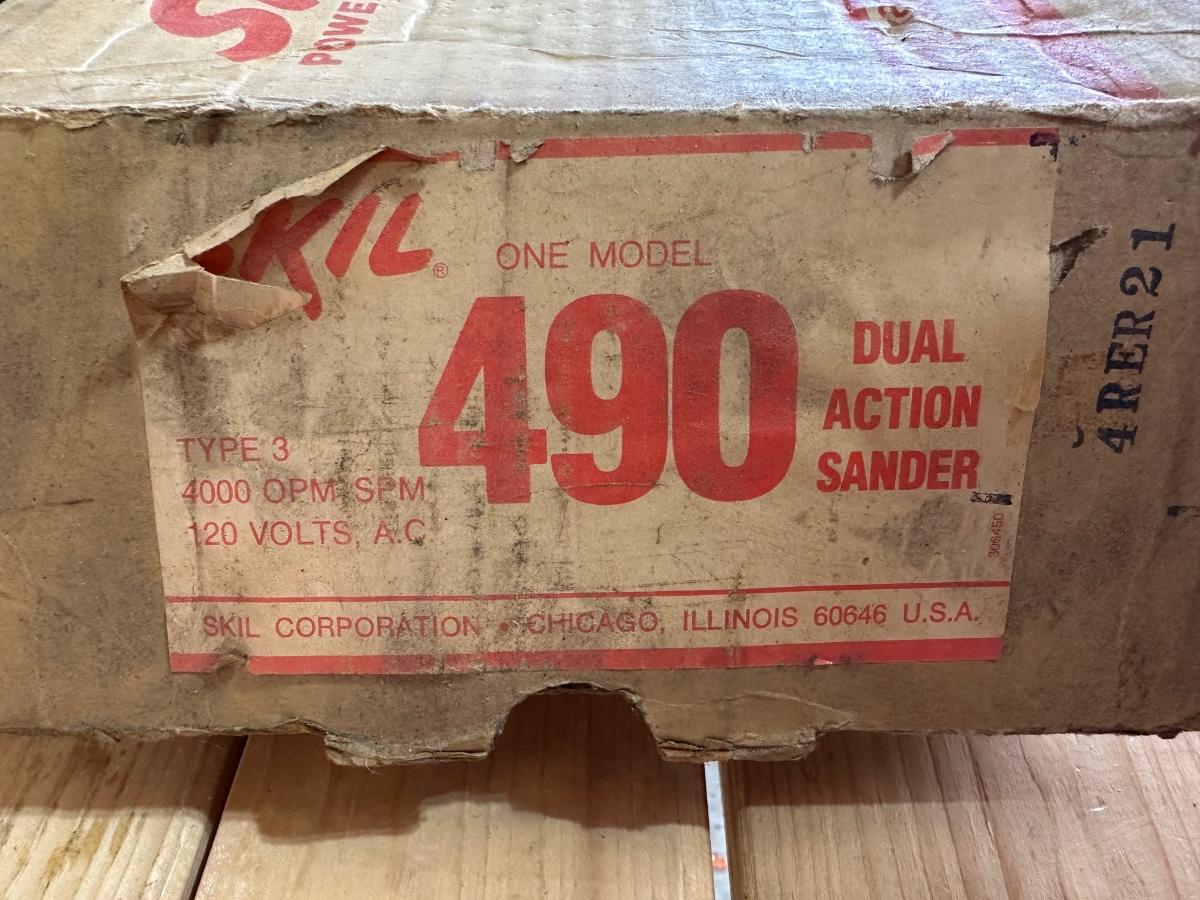 SKIL®
ONE MODEL
490
DUAL
ACTION
SANDER
TYPE 3
4000 OPM SPM
120 VOLTS, A.C.
306450
SKIL CORPORATION • CHICAGO, ILLINOIS 60646 U.S.A.
4RER21